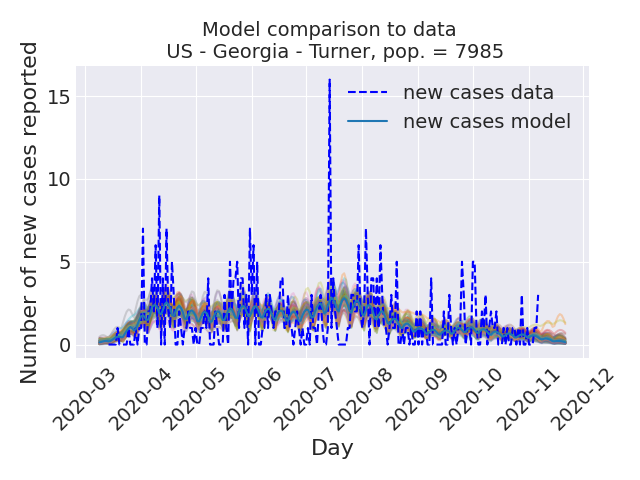 Model comparison to data
US - Georgia - Turner, pop. = 7985
Number of new cases reported
15
10
5
0
new cases data
new cases model
2020-03
2020-04
2020-05
2020-06
2020-07
2020-08
2020-09
2020-10
2020-11
2020-12
Day